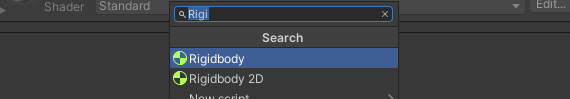 Shader Standard Edit...
Rigi
Search
Rigidbody
Rigidbody 2D
New script